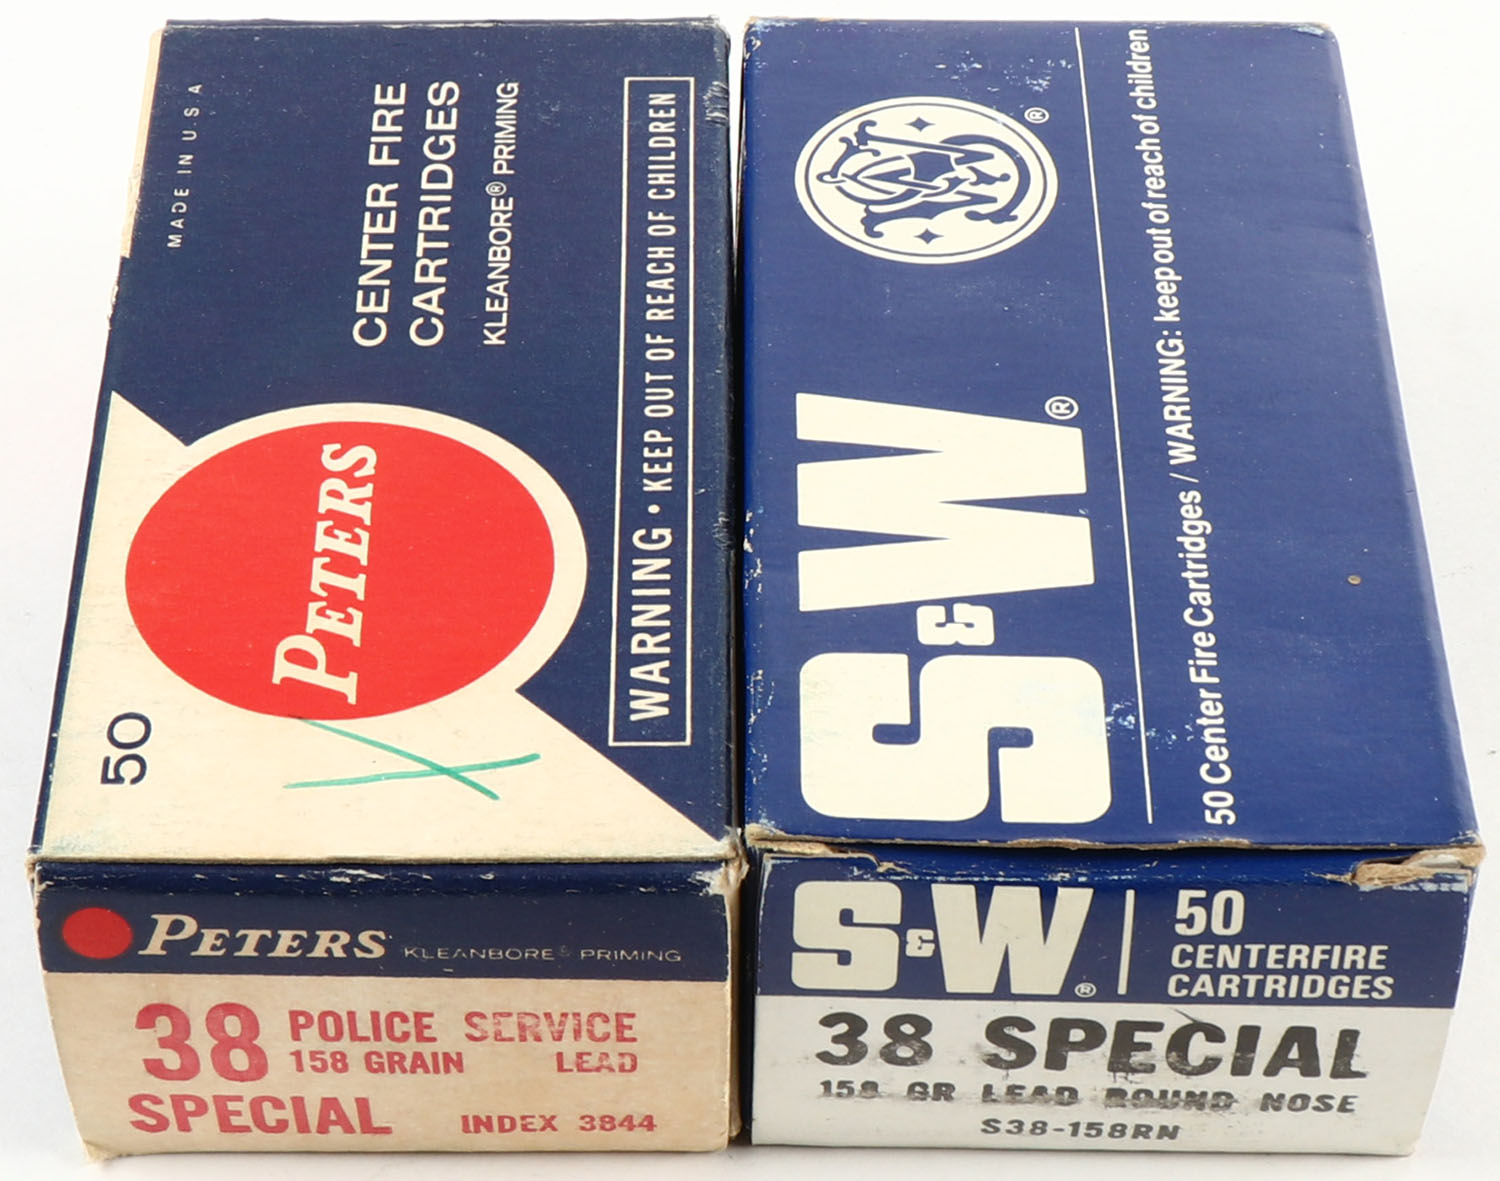 MADE IN U.S.A
CENTER FIRE
CARTRIDGES
KLEANBORE® PRIMING
WARNING • KEEP OUT OF REACH OF CHILDREN
PETERS
50
PETERS KLEANBORE® PRIMING
38 POLICE SERVICE
158 GRAIN LEAD
SPECIAL INDEX 3844
®
S&W®
50 Center Fire Cartridges / WARNING: keep out of reach of children
S&W® 50
CENTERFIRE
CARTRIDGES
38 SPECIAL
158 GR LEAD ROUND NOSE
S38-158RN